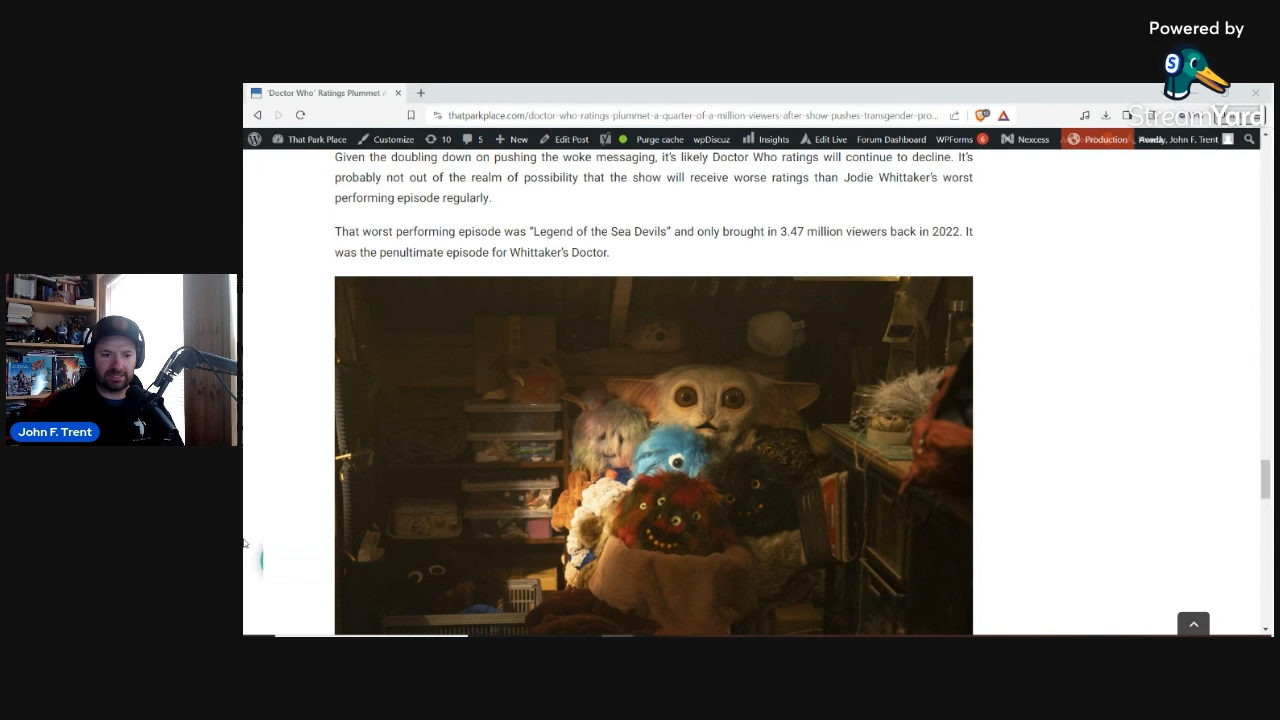 Powered by
S
StreamYard
'Doctor Who' Ratings Plummet
thatparkplace.com/doctor-who-ratings-plummet-a-quarter-of-a-million-viewers-after-show-pushes-transgender-pro...
That Park Place Customize 10 5 New Edit Post Purge cache wpDiscuz Insights Edit Live Forum Dashboard WPForms 6 Nexcess Production John F. Trent
Given the doubling down on pushing the woke messaging, it's likely Doctor Who ratings will continue to decline. It's
probably not out of the realm of possibility that the show will receive worse ratings than Jodie Whittaker's worst
performing episode regularly.
That worst performing episode was “Legend of the Sea Devils” and only brought in 3.47 million viewers back in 2022. It
was the penultimate episode for Whittaker's Doctor.
John F. Trent